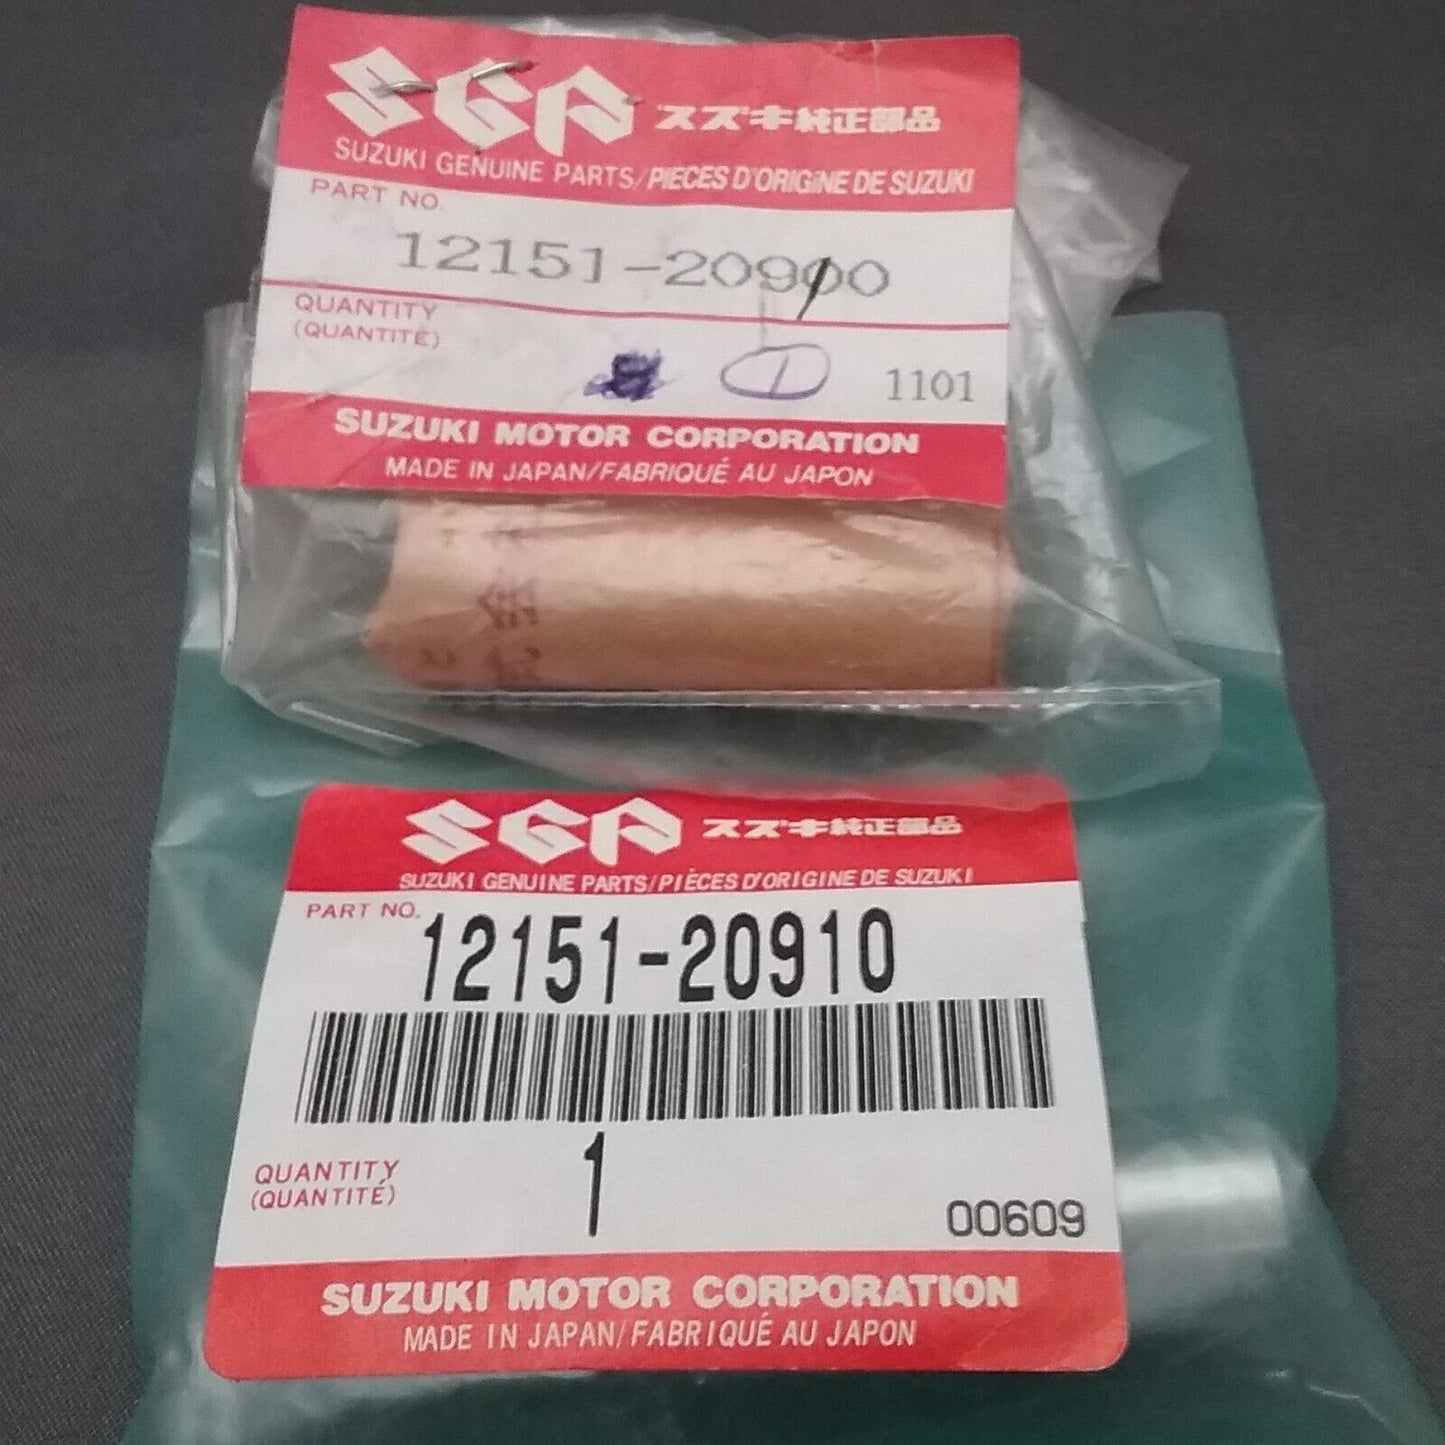 SGP スズキ純正部品
SUZUKI GENUINE PARTS/PIECES D'ORIGINE DE SUZUKI
PART NO.
12151-20900
QUANTITY
(QUANTITÉ)
1 1101
SUZUKI MOTOR CORPORATION
MADE IN JAPAN/FABRIQUÉ AU JAPON
SGP スズキ純正部品
SUZUKI GENUINE PARTS/PIÈCES D'ORIGINE DE SUZUKI
PART NO. 12151-20910
QUANTITY
(QUANTITÉ)
1
00609
SUZUKI MOTOR CORPORATION
MADE IN JAPAN/FABRIQUÉ AU JAPON